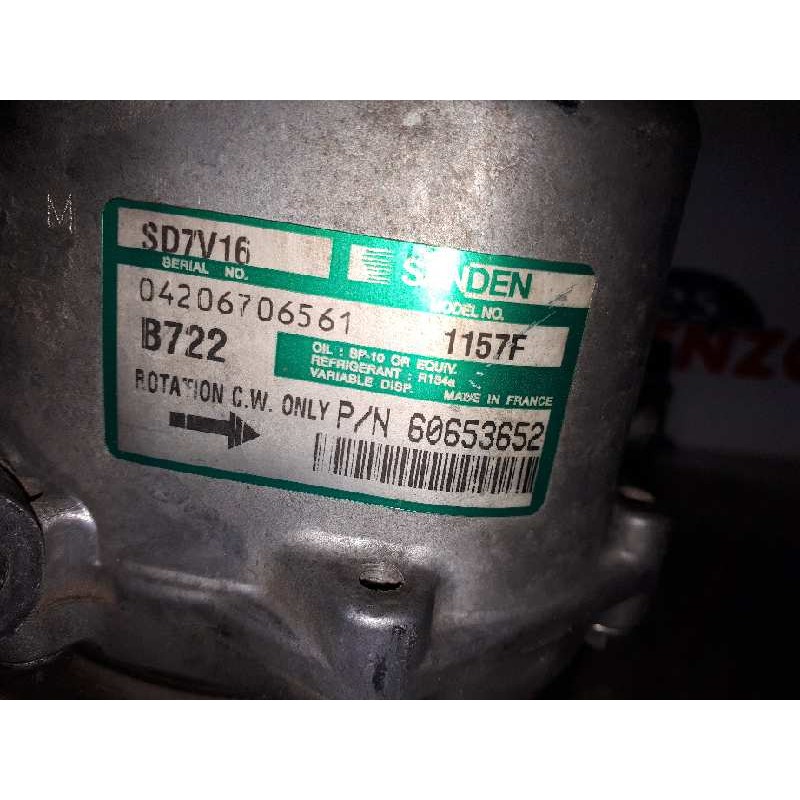 M
SD7V16
SANDEN
SERIAL NO.
MODEL NO.
04206706561
1157F
B722
OIL : SP-10 OR EQUIV.
REFRIGERANT : R134a
VARIABLE DISP.
MADE IN FRANCE
ROTATION C.W. ONLY
P/N 60653652